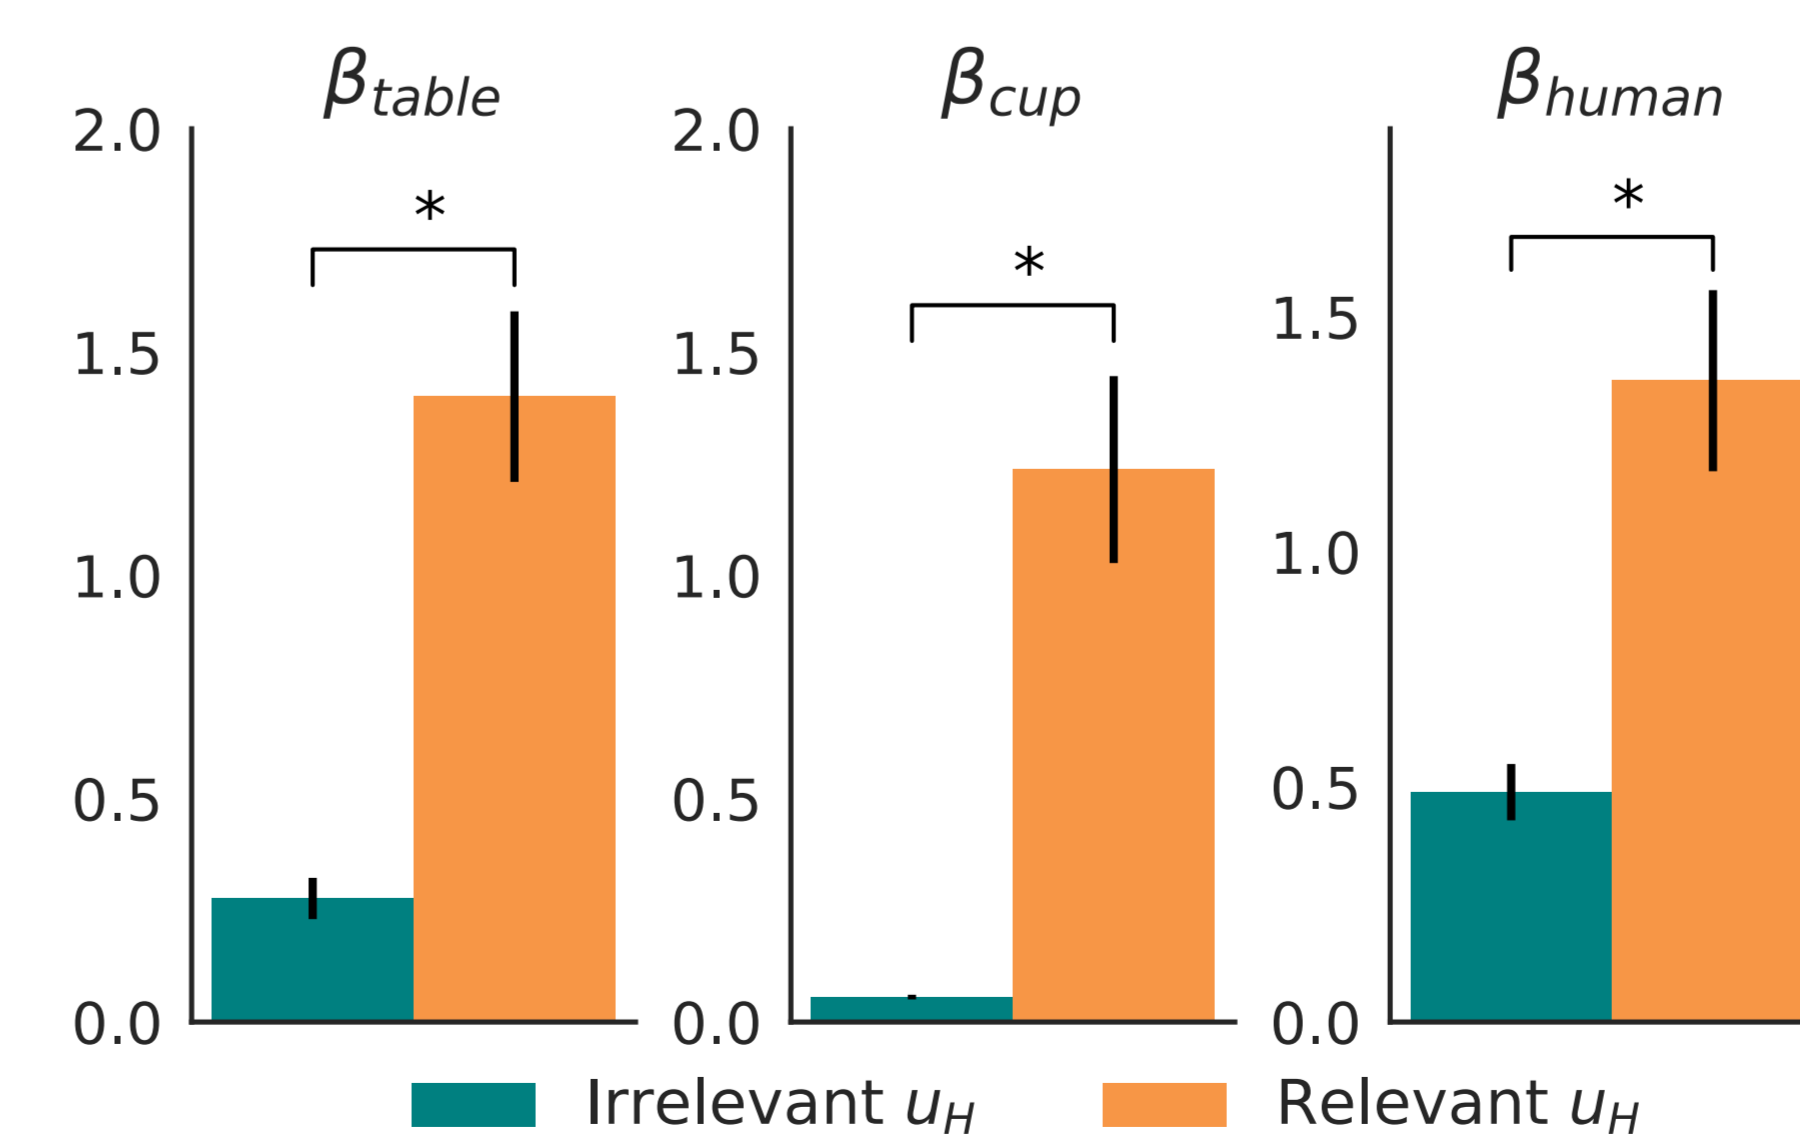 β_table β_cup β_human
2.0 2.0
* * *
1.5 1.5 1.5
1.0 1.0 1.0
0.5 0.5 0.5
0.0 0.0 0.0
Irrelevant u_H Relevant u_H